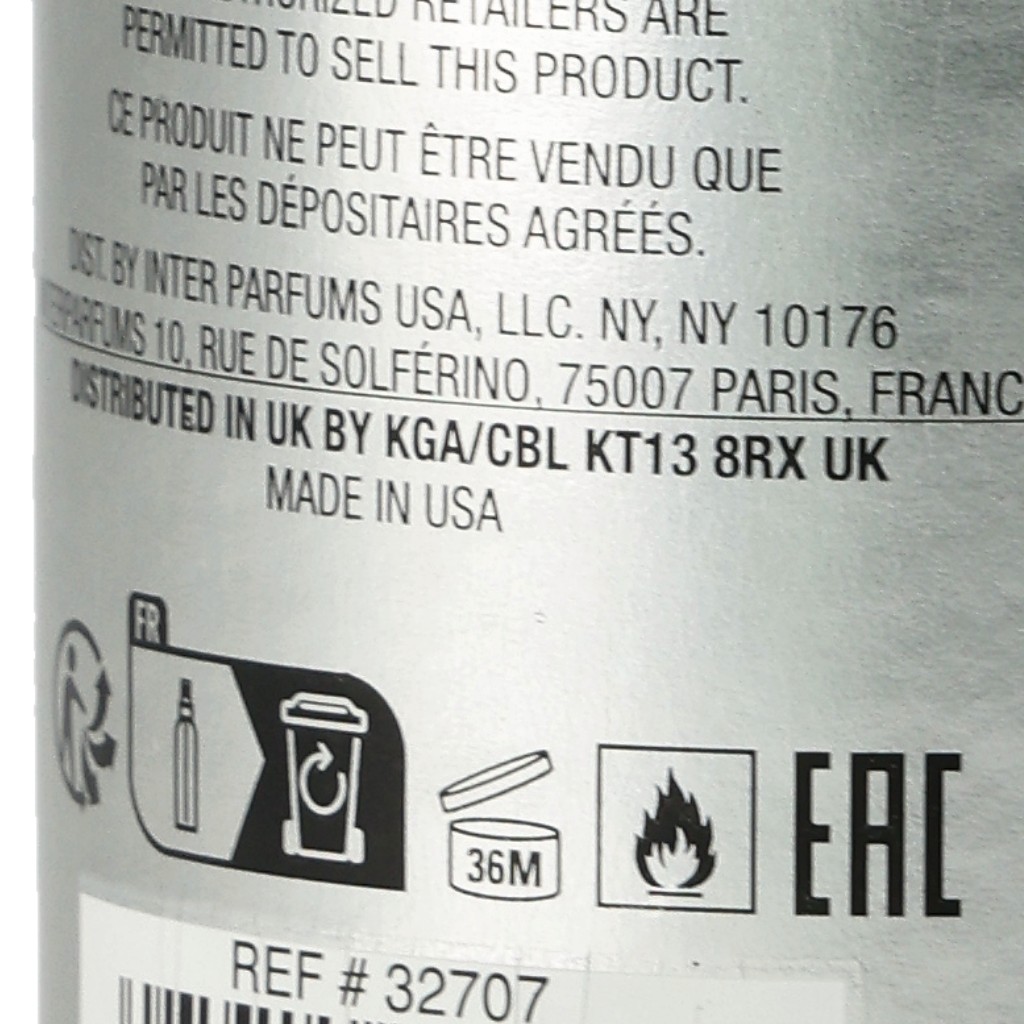 RETAILERS ARE
PERMITTED TO SELL THIS PRODUCT.
CE PRODUIT NE PEUT ÊTRE VENDU QUE
PAR LES DÉPOSITAIRES AGRÉÉS.
DIST. BY INTER PARFUMS USA, LLC. NY, NY 10176
10, RUE DE SOLFÉRINO, 75007 PARIS, FRANC
DISTRIBUTED IN UK BY KGA/CBL KT13 8RX UK
MADE IN USA
FR
36M
EAC
REF # 32707